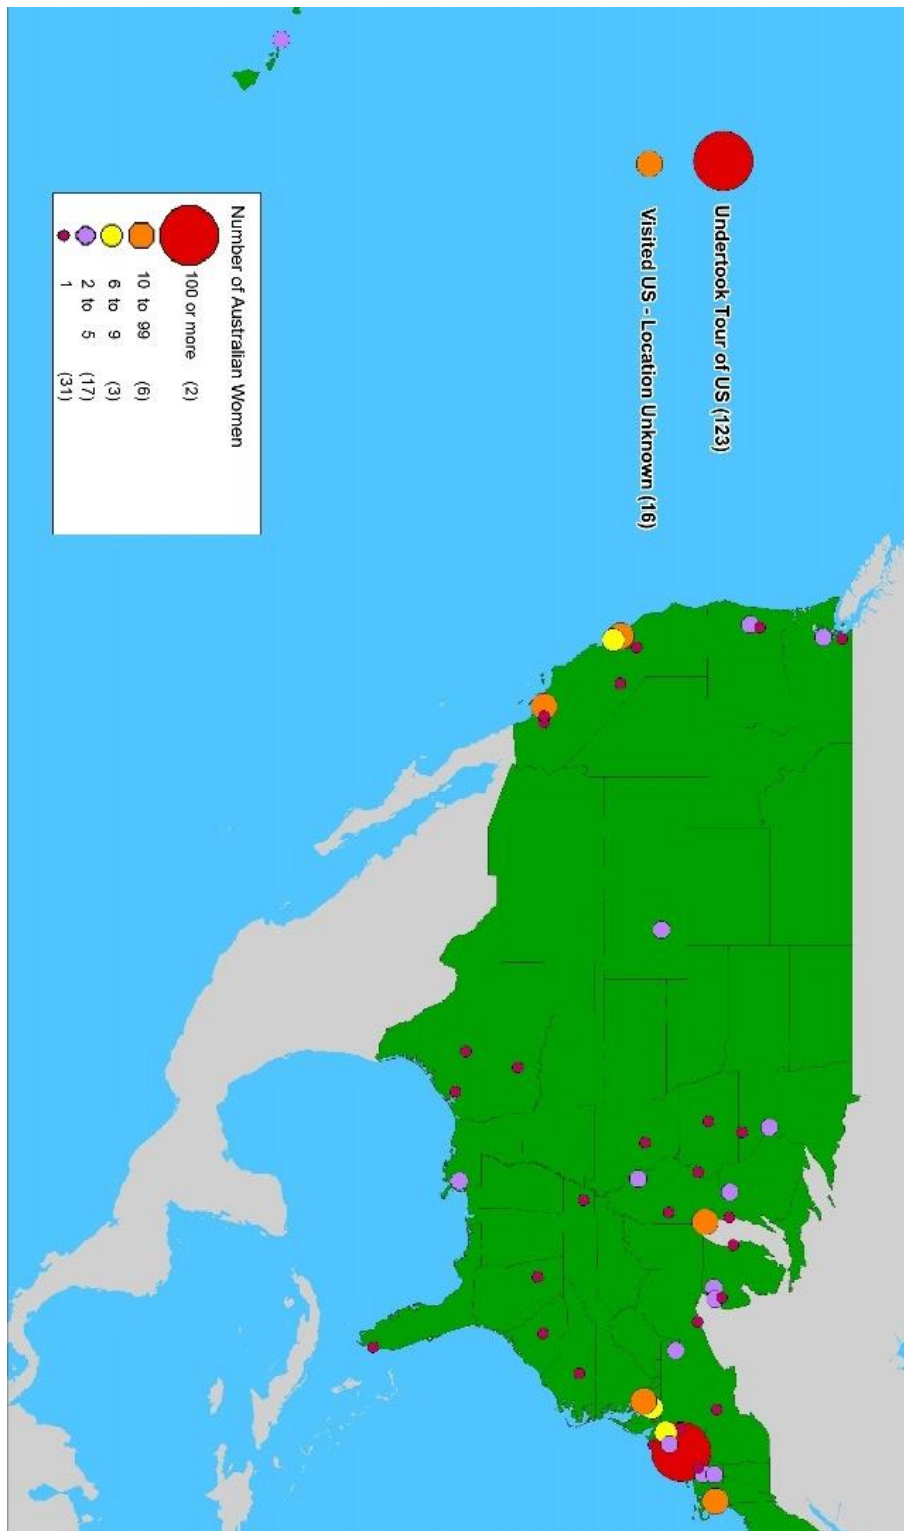 Undertook Tour of US (123)
Visited US - Location Unknown (16)
Number of Australian Women
100 or more (2)
10 to 99 (6)
6 to 9 (3)
2 to 5 (17)
1 (31)